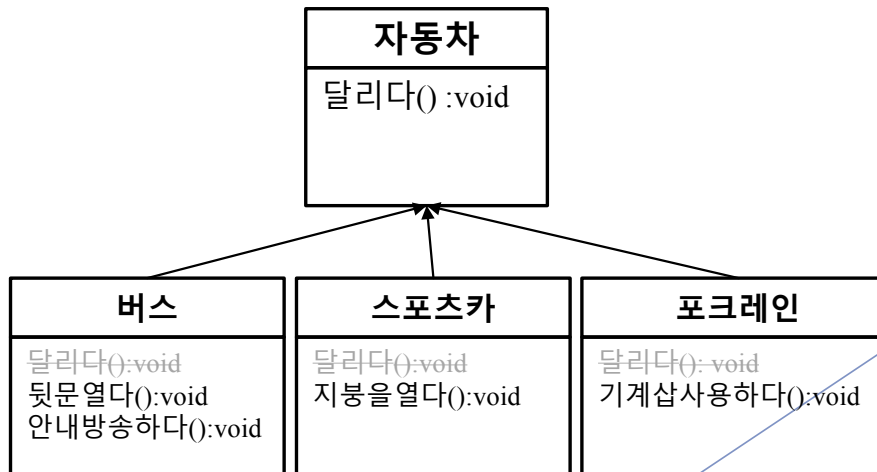 자동차
달리다() :void
버스
달리다():void
뒷문열다():void
안내방송하다():void
스포츠카
달리다():void
지붕을열다():void
포크레인
달리다(): void
기계삽사용하다():void